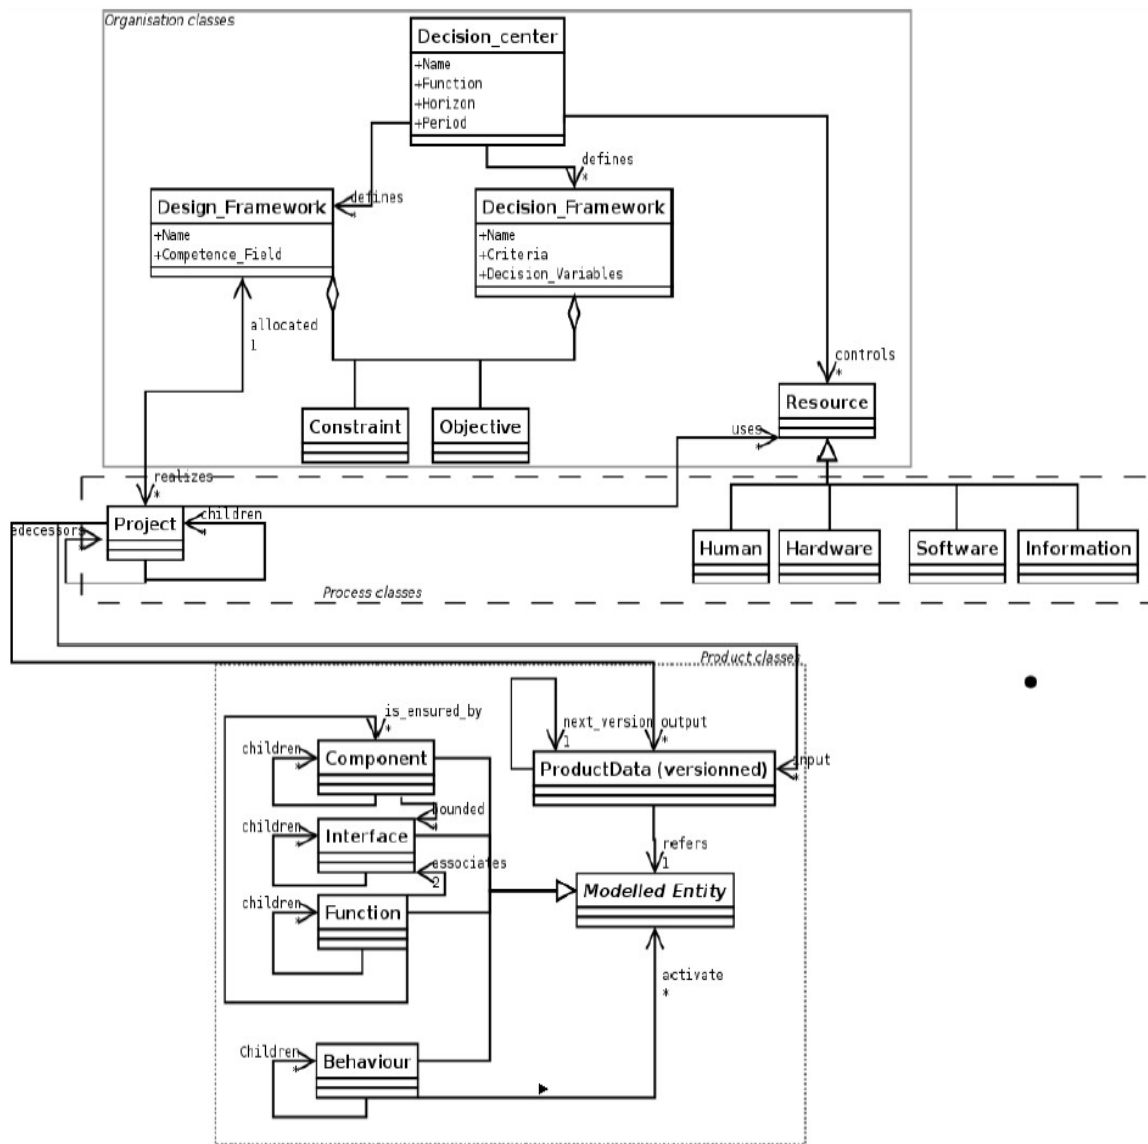 Organisation classes
Decision_center
+Name
+Function
+Horizon
+Period
defines
*
defines
*
Design_Framework
+Name
+Competence_Field
Decision_Framework
+Name
+Criteria
+Decision_Variables
allocated
1
controls
*
Resource
Constraint
Objective
uses
*
realizes
*
Project
children
*
edecessors
*
Human
Hardware
Software
Information
Process classes
Product classes
is_ensured_by
*
children
*
Component
next_version
1
output
*
ProductData (versionned)
input
*
bounded
*
children
*
Interface
associates
2
refers
1
Modelled Entity
children
*
Function
activate
*
Children
*
Behaviour